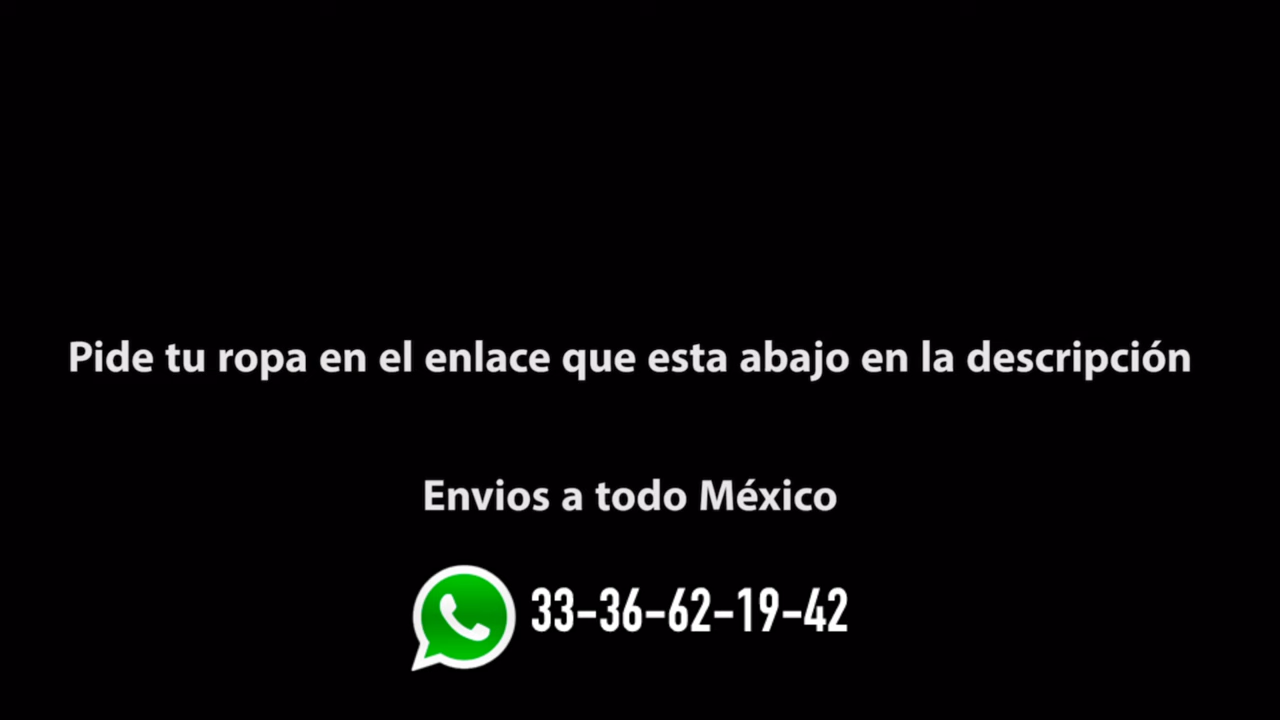 Pide tu ropa en el enlace que esta abajo en la descripción
Envios a todo México
33-36-62-19-42